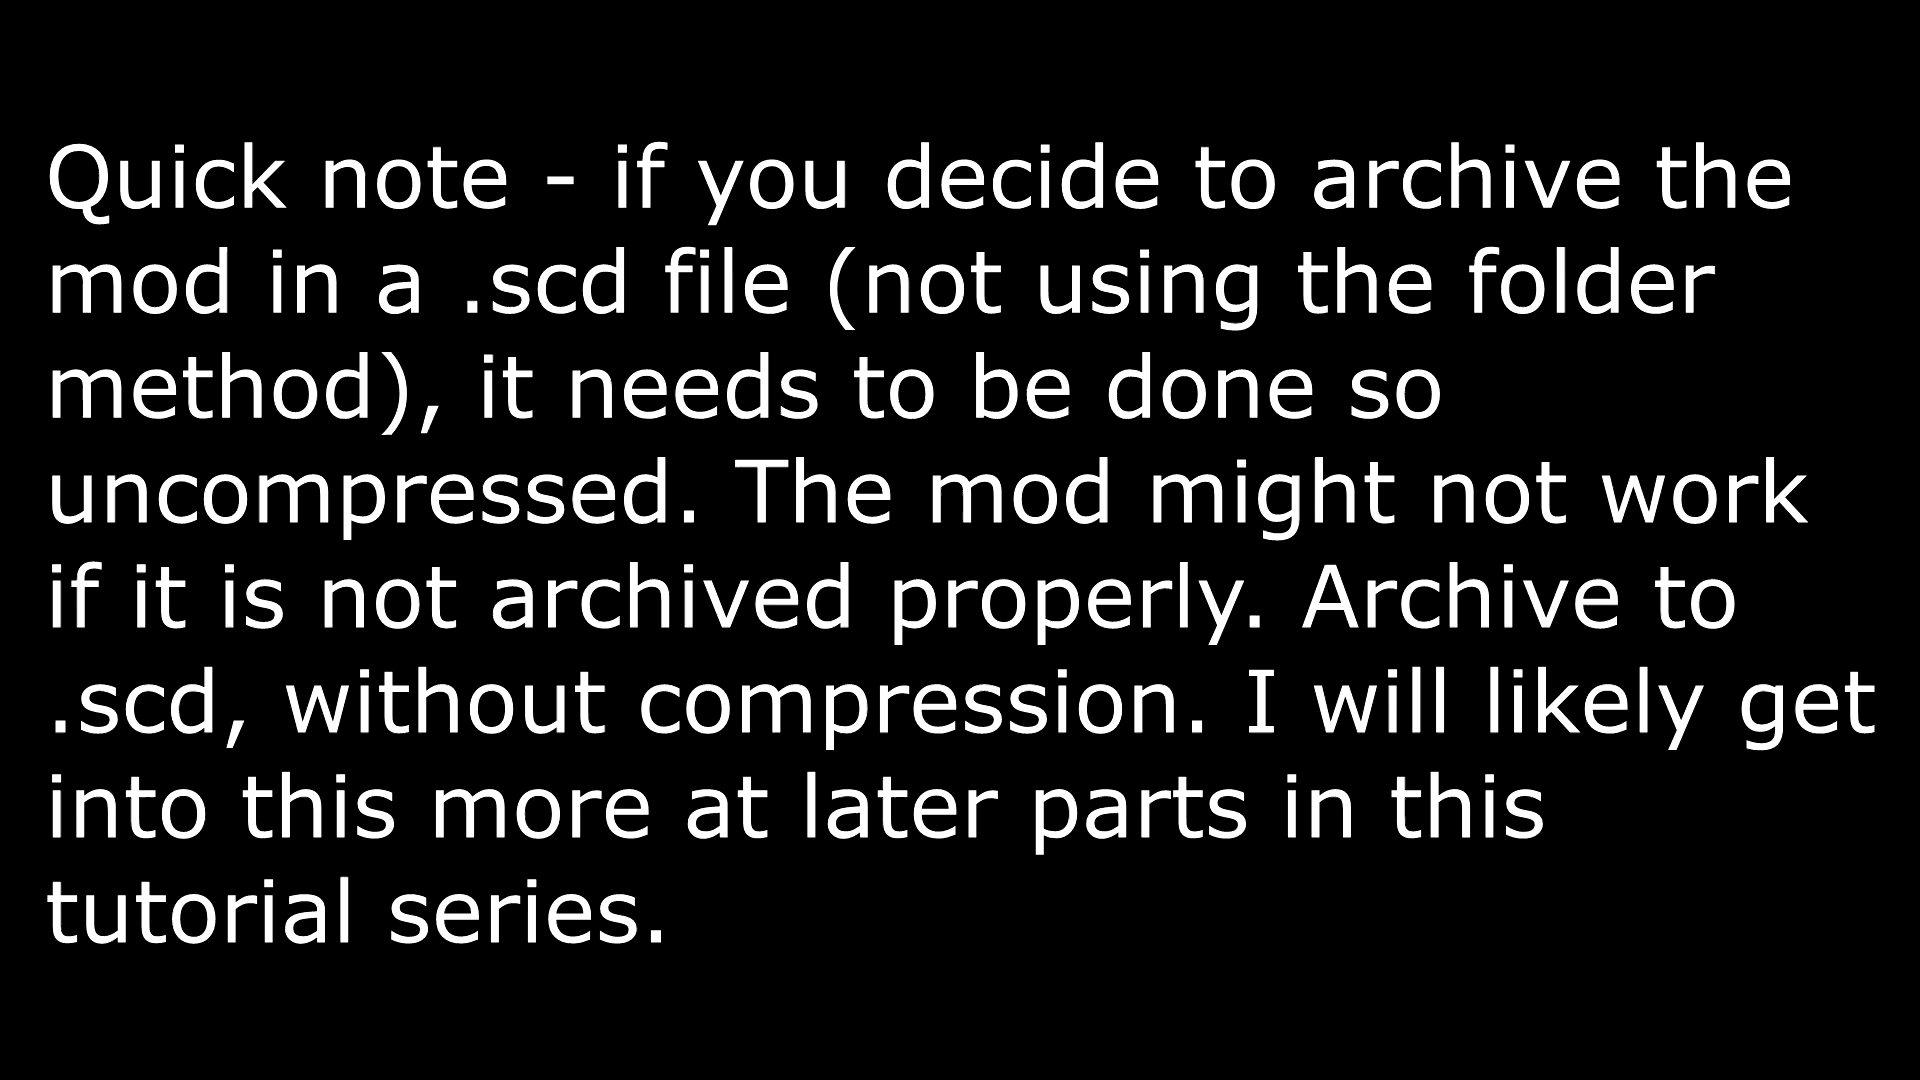 Quick note - if you decide to archive the
mod in a .scd file (not using the folder
method), it needs to be done so
uncompressed. The mod might not work
if it is not archived properly. Archive to
.scd, without compression. I will likely get
into this more at later parts in this
tutorial series.